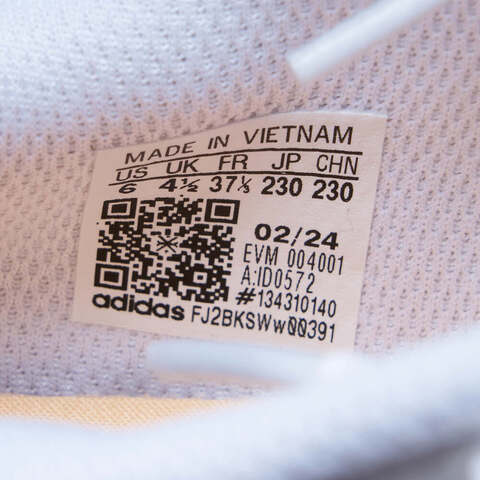 MADE IN VIETNAM
US UK FR JP CHN
6 4½ 37⅓ 230 230
02/24
EVM 004001
A:ID0572
#134310140
adidas FJ2BKSWw00391